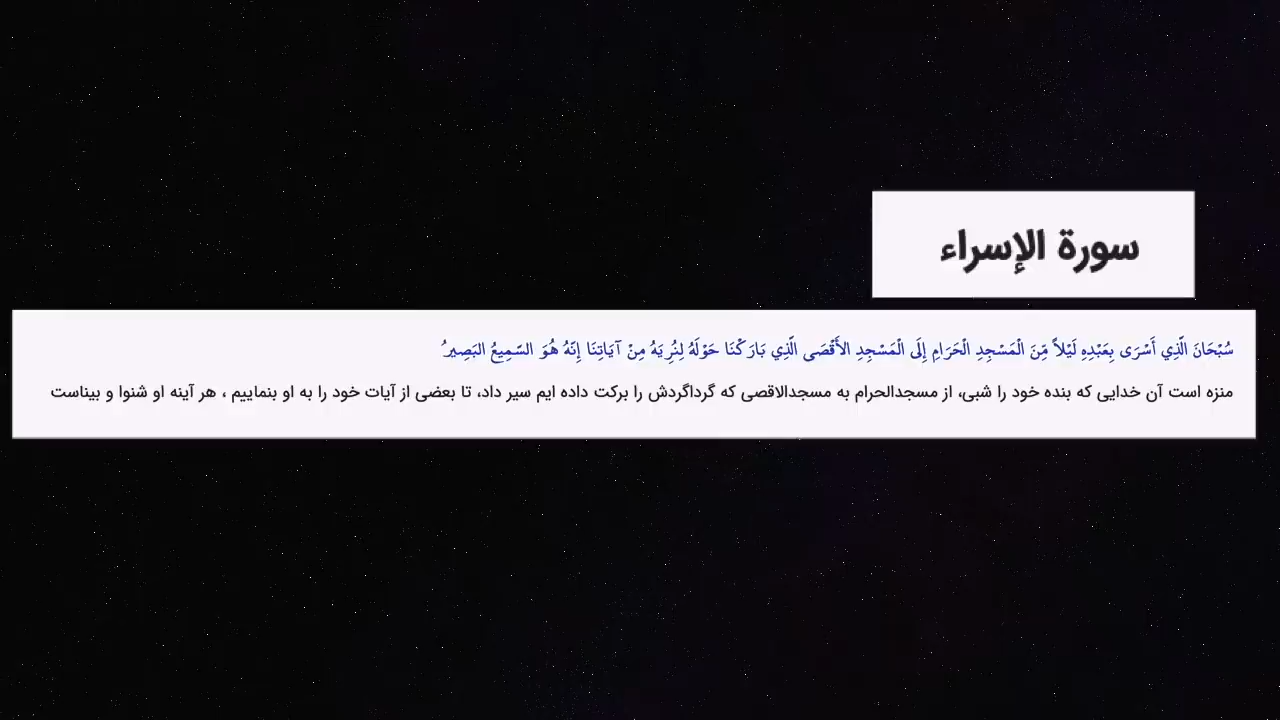 سورة الإسراء
سُبْحَانَ الَّذِي أَسْرَى بِعَبْدِهِ لَيْلاً مِّنَ الْمَسْجِدِ الْحَرَامِ إِلَى الْمَسْجِدِ الأَقْصَى الَّذِي بَارَكْنَا حَوْلَهُ لِنُرِيَهُ مِنْ آيَاتِنَا إِنَّهُ هُوَ السَّمِيعُ البَصِيرُ
منزه است آن خدایی که بنده خود را شبی، از مسجدالحرام به مسجدالاقصی که گرداگردش را برکت داده ایم سیر داد، تا بعضی از آیات خود را به او بنماییم ، هر آینه او شنوا و بیناست